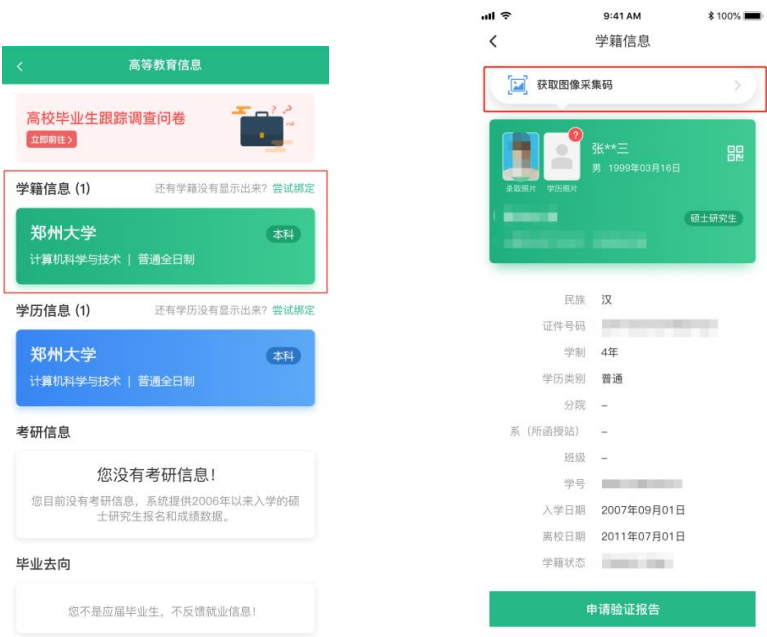 高等教育信息
高校毕业生跟踪调查问卷
立即前往>
学籍信息 (1)
还有学籍没有显示出来? 尝试绑定
郑州大学
本科
计算机科学与技术 | 普通全日制
学历信息 (1)
还有学历没有显示出来? 尝试绑定
郑州大学
本科
计算机科学与技术 | 普通全日制
考研信息
您没有考研信息!
您目前没有考研信息, 系统提供2006年以来入学的硕
士研究生报名和成绩数据。
毕业去向
您不是应届毕业生, 不反馈就业信息!
9:41 AM
100%
学籍信息
获取图像采集码
?
张**三
男 1999年03月16日
录取照片 学历照片
硕士研究生
民族 汉
证件号码
学制 4年
学历类别 普通
分院 –
系 (所函授站) –
班级 –
学号
入学日期 2007年09月01日
离校日期 2011年07月01日
学籍状态
申请验证报告